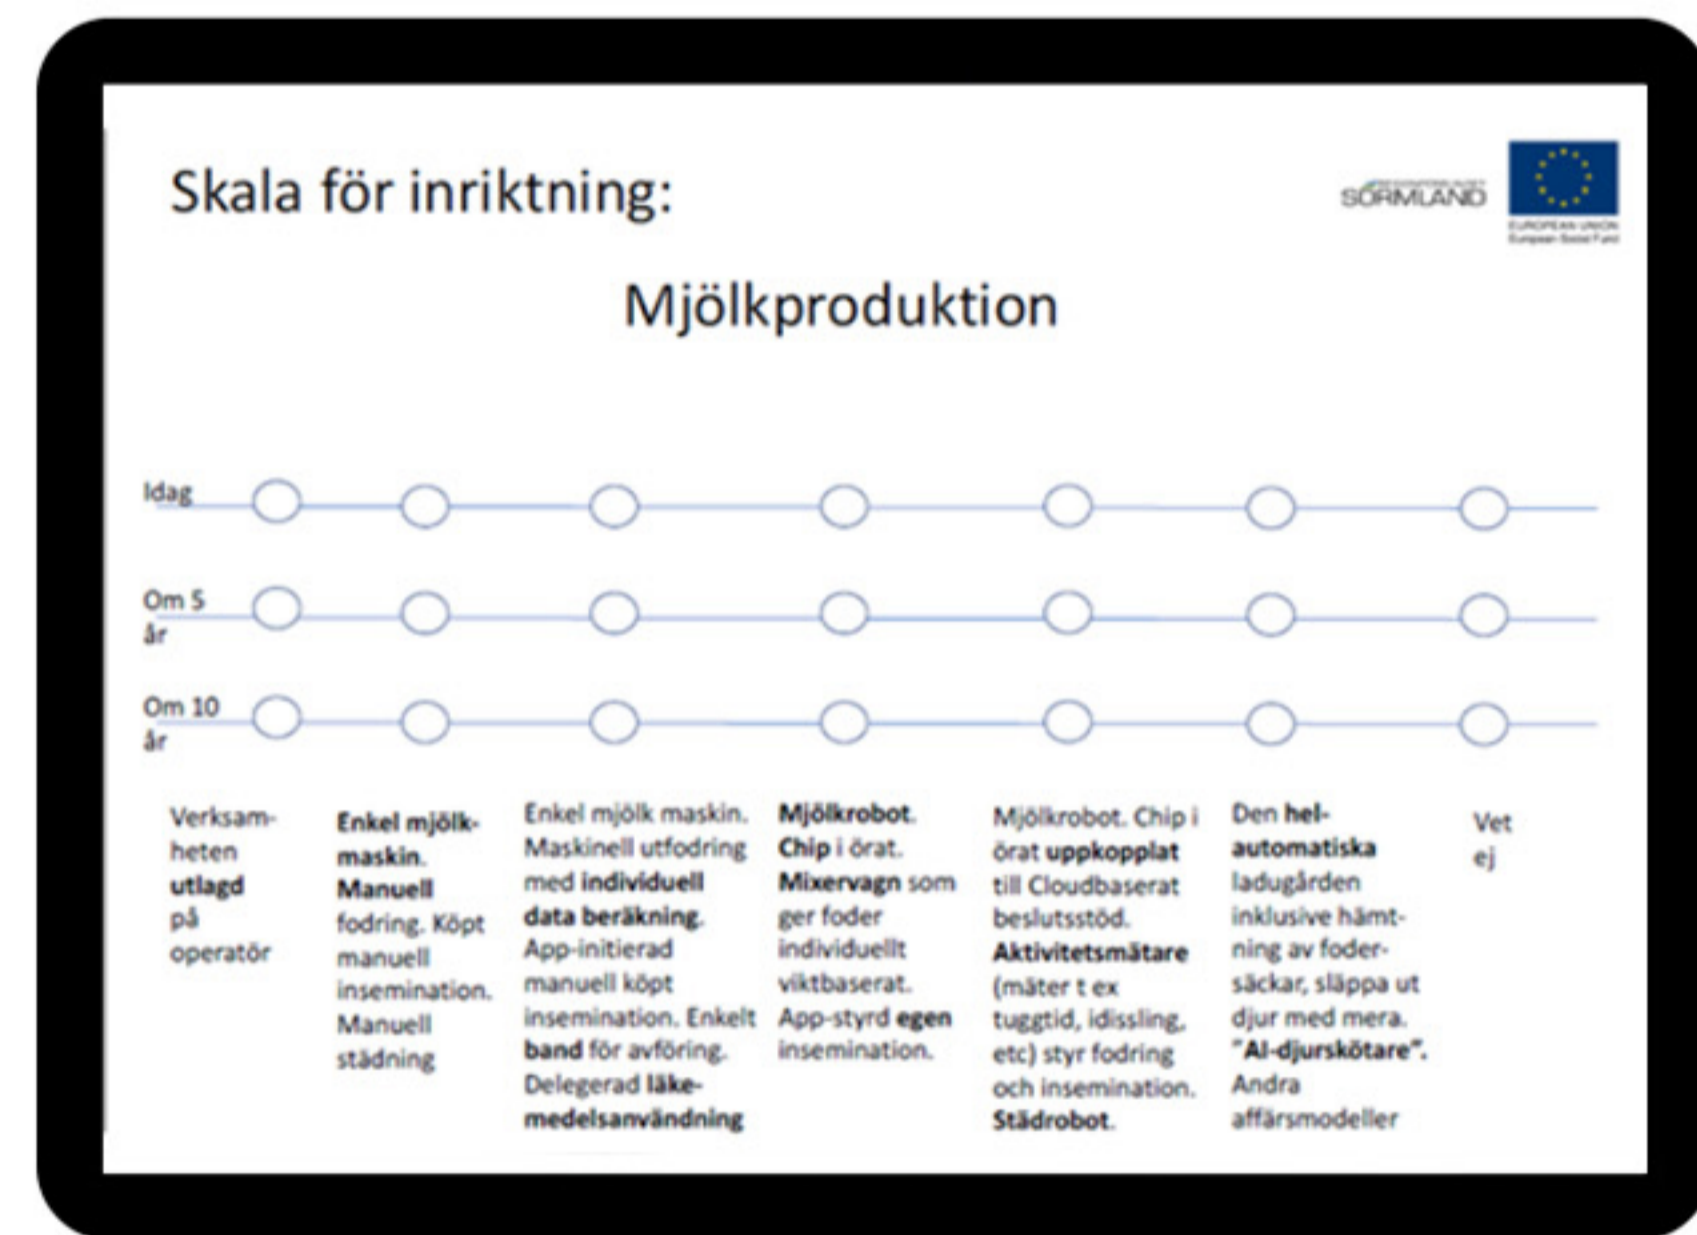 Skala för inriktning:
SÖRMLAND
EUROPEAN UNION
European Social Fund
Mjölkproduktion
Idag
Om 5
år
Om 10
år
Verksam-
heten
utlagd
på
operatör
Enkel mjölk-
maskin.
Manuell
fodring. Köpt
manuell
insemination.
Manuell
städning
Enkel mjölk maskin.
Maskinell utfodring
med individuell
data beräkning.
App-initierad
manuell köpt
insemination. Enkelt
band för avföring.
Delegerad läke-
medelsanvändning
Mjölkrobot.
Chip i örat.
Mixervagn som
ger foder
individuellt
viktbaserat.
App-styrd egen
insemination.
Mjölkrobot. Chip i
örat uppkopplat
till Cloudbaserat
beslutsstöd.
Aktivitetsmätare
(mäter t ex
tuggtid, idissling,
etc) styr fodring
och insemination.
Städrobot.
Den hel-
automatiska
ladugården
inklusive hämt-
ning av foder-
säckar, släppa ut
djur med mera.
"AI-djurskötare".
Andra
affärsmodeller
Vet
ej